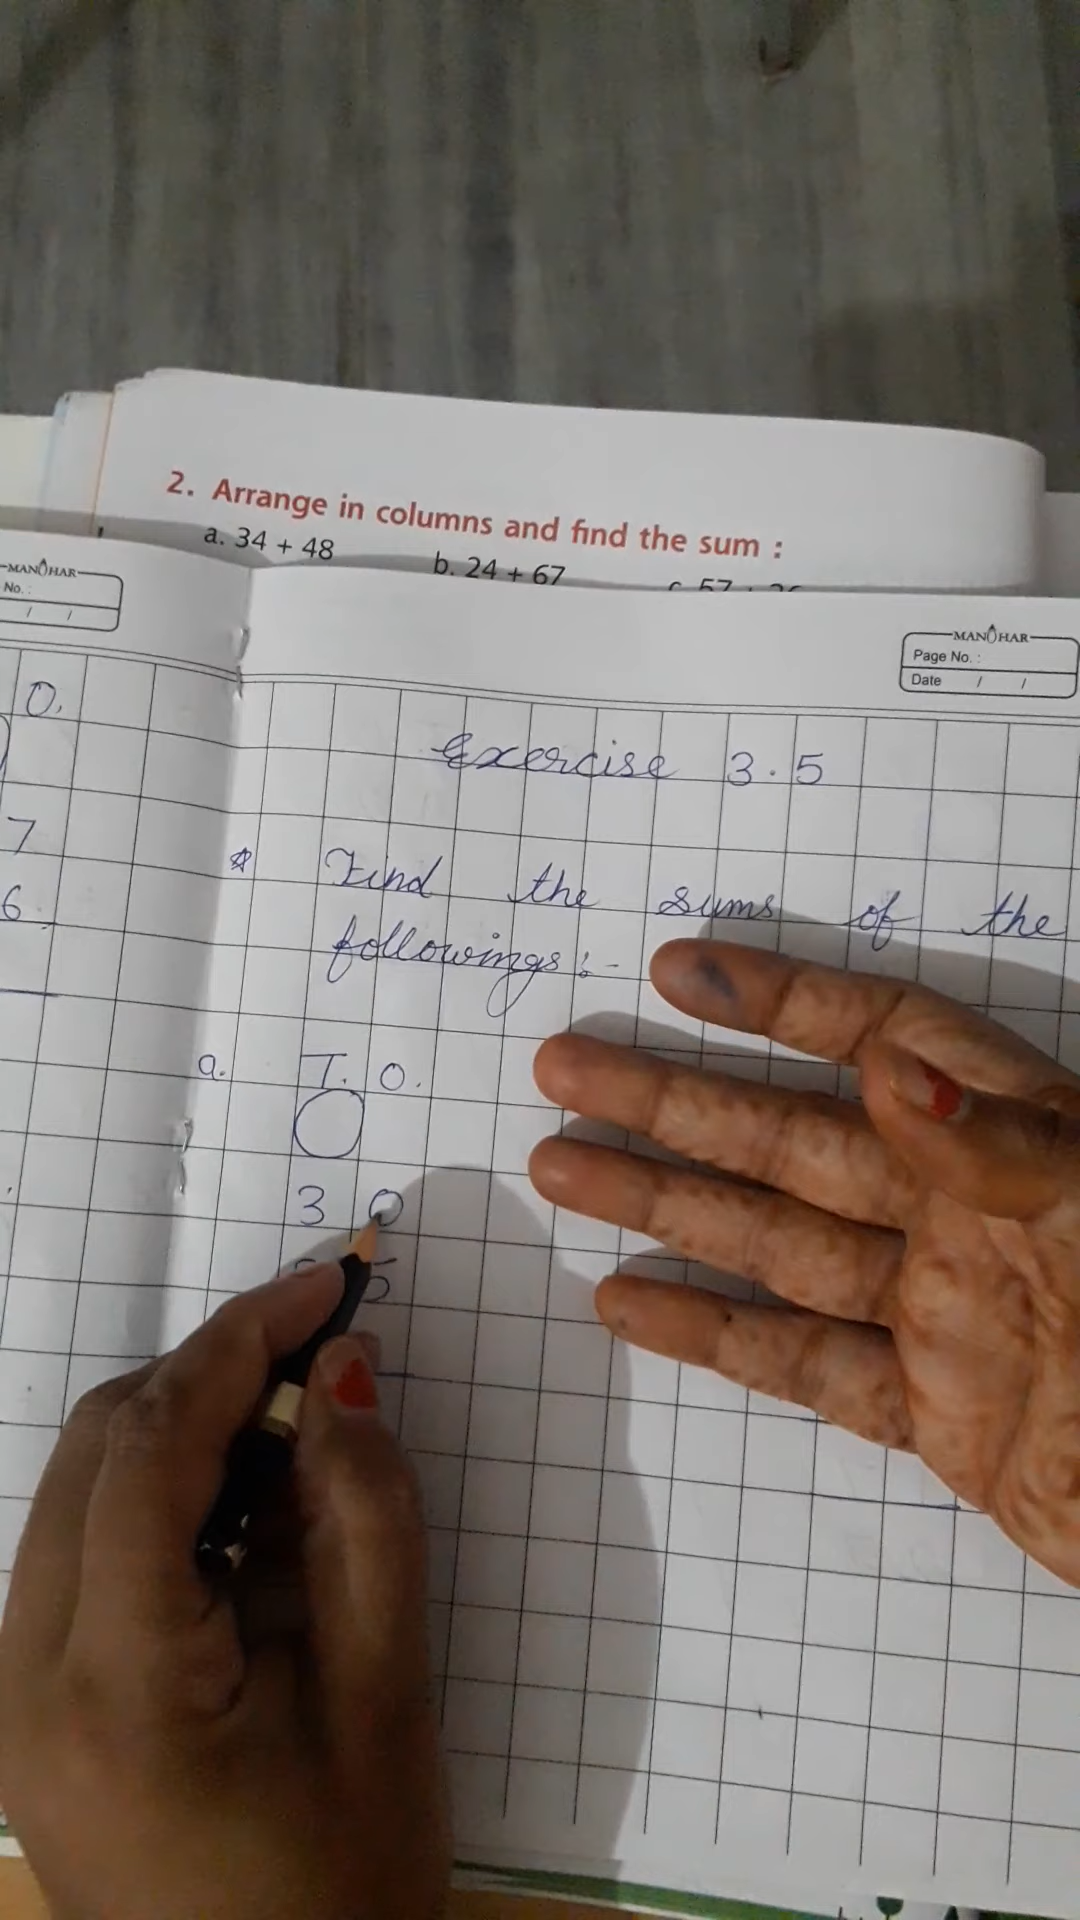 2. Arrange in columns and find the sum :
a. 34 + 48 b. 24 + 67
MANOHAR
No. :
/ /
MANOHAR
Page No. :
Date / /
0.
7
6.
Exercise 3.5
Find the sums of the
followings :-
a. T. O.
3 0
5